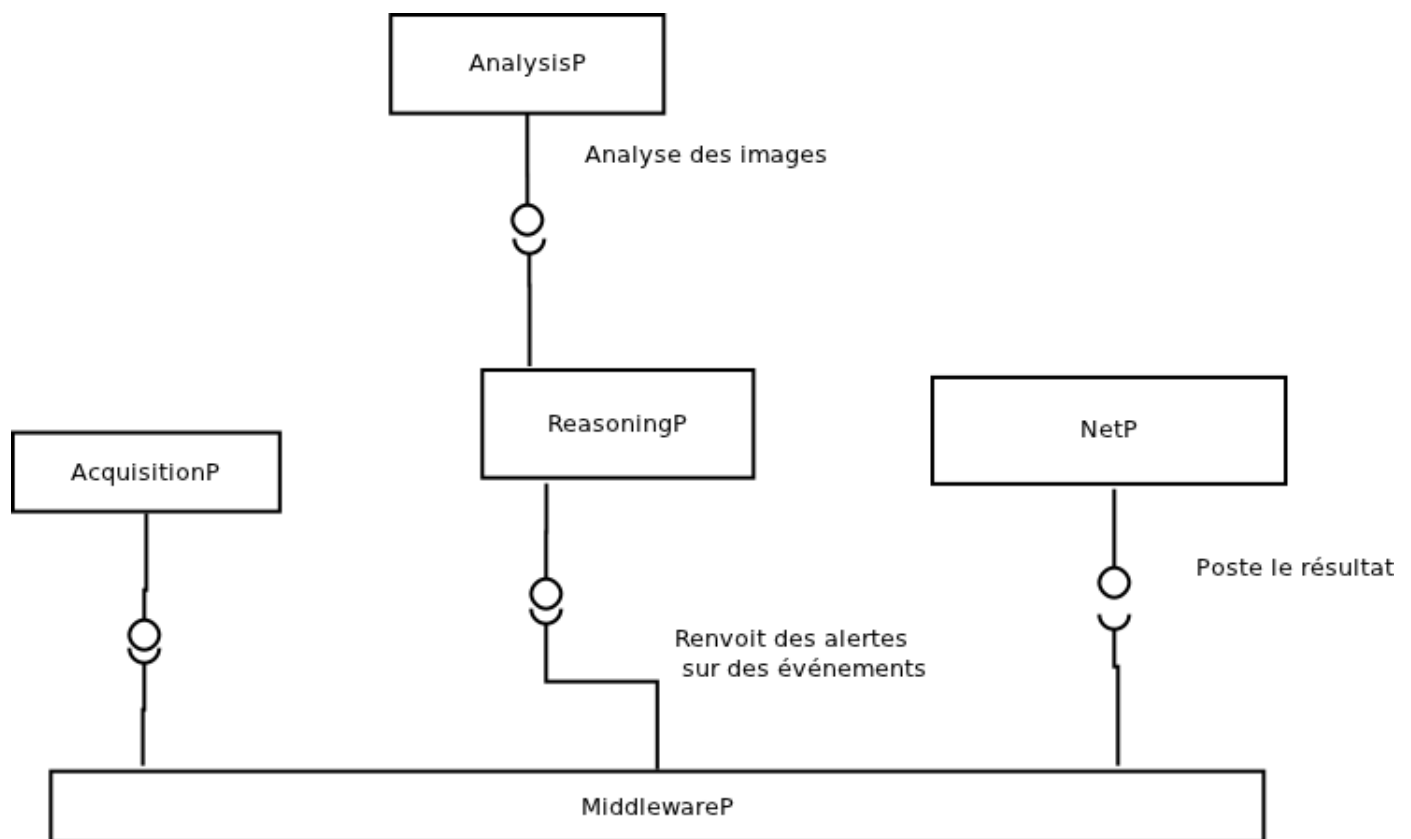 AnalysisP
Analyse des images
ReasoningP
NetP
AcquisitionP
Poste le résultat
Renvoit des alertes
sur des événements
MiddlewareP